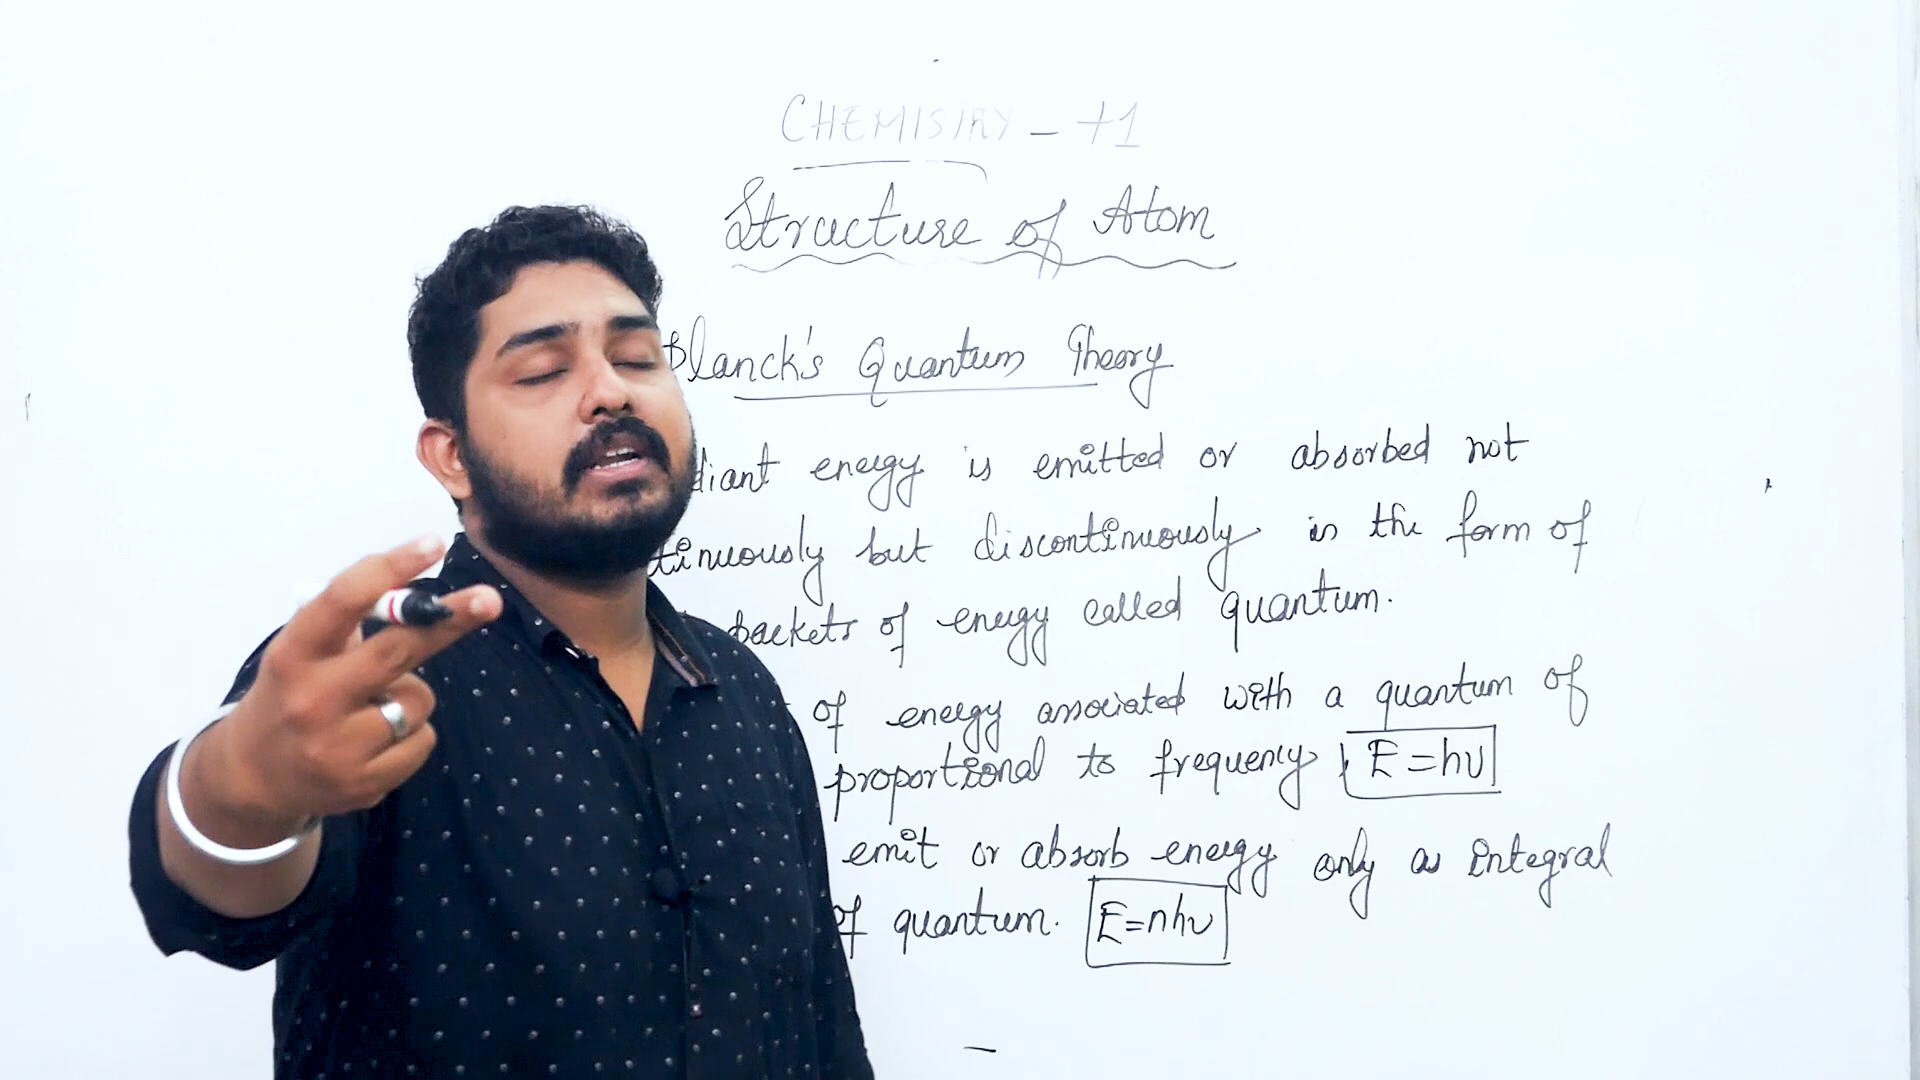 CHEMISTRY - +1
Structure of Atom
Planck's Quantum Theory
diant energy is emitted or absorbed not
tinuously but discontinuously in the form of
packets of energy called quantum.
of energy associated with a quantum of
proportional to frequency E = hν
emit or absorb energy only as integral
of quantum. E = nhν